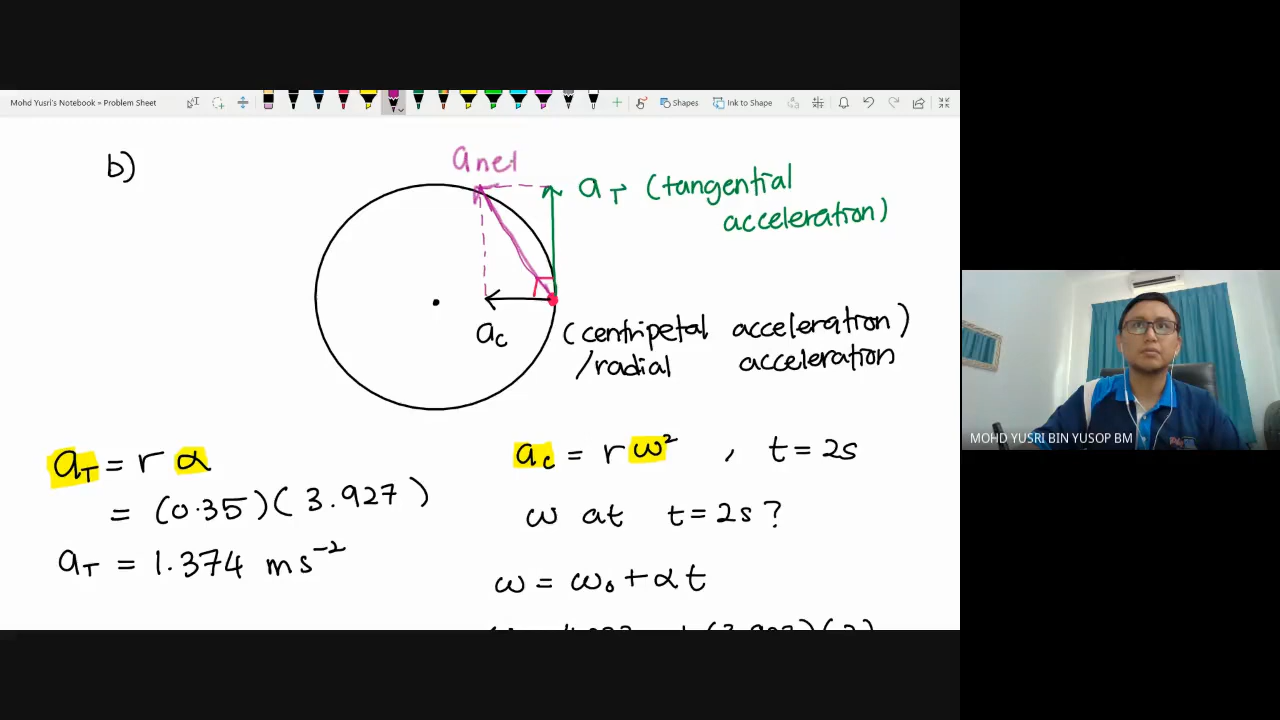 Mohd Yusri's Notebook » Problem Sheet
Shapes
Ink to Shape
b)
anet
aT (tangential
acceleration)
ac
(centripetal acceleration)
/radial acceleration
aT = r α
= (0.35)(3.927)
aT = 1.374 ms⁻²
ac = r ω² , t = 2s
ω at t = 2s ?
ω = ω₀ + αt
MOHD YUSRI BIN YUSOP BM